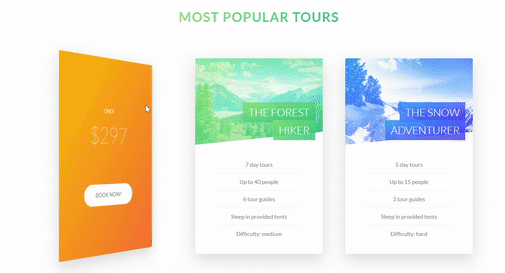 MOST POPULAR TOURS
ONLY
$297
BOOK NOW!
THE FOREST
HIKER
7 day tours
Up to 40 people
6 tour guides
Sleep in provided tents
Difficulty: medium
THE SNOW
ADVENTURER
5 day tours
Up to 15 people
3 tour guides
Sleep in provided tents
Difficulty: hard